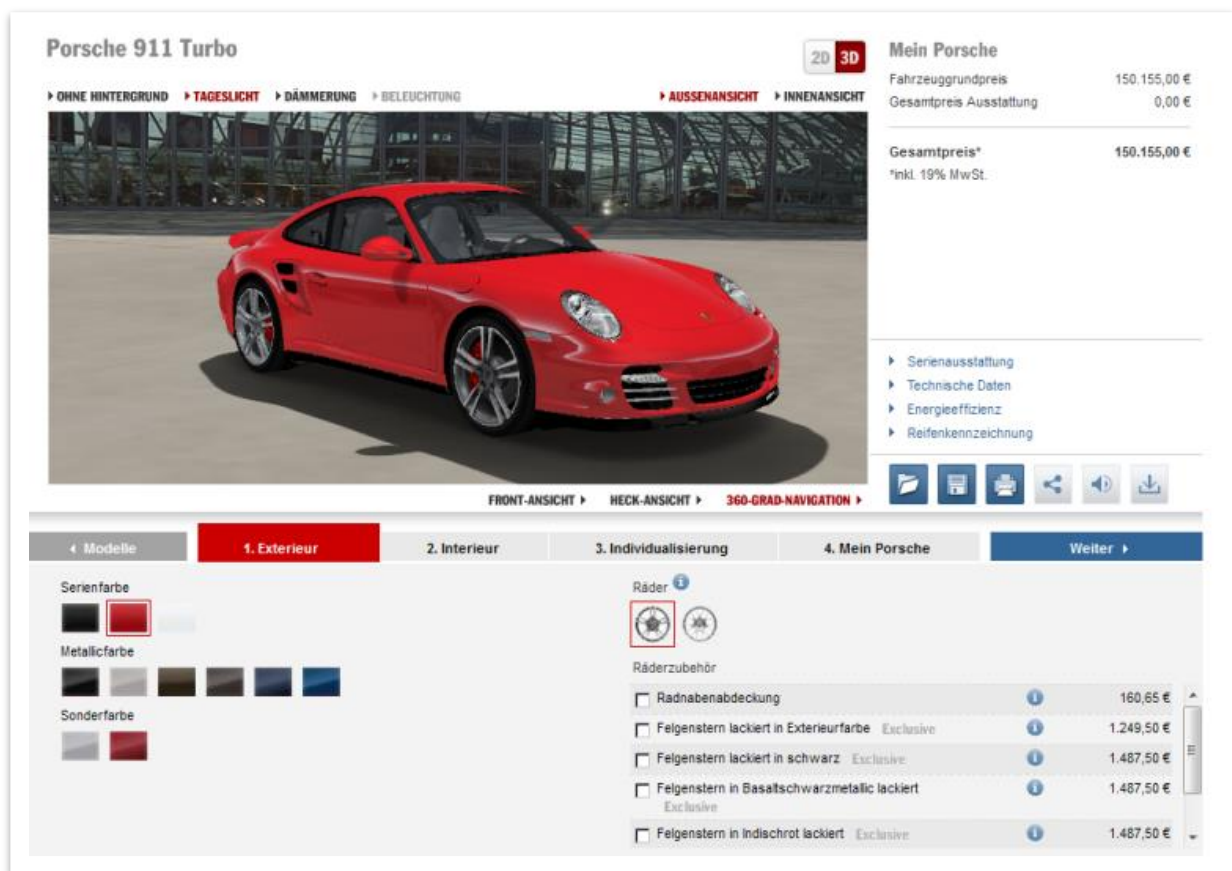 Porsche 911 Turbo
2D 3D
OHNE HINTERGRUND TAGESLICHT DÄMMERUNG BELEUCHTUNG
AUSSENANSICHT INNENANSICHT
FRONT-ANSICHT HECK-ANSICHT 360-GRAD-NAVIGATION
Mein Porsche
Fahrzeuggrundpreis 150.155,00 €
Gesamtpreis Ausstattung 0,00 €
Gesamtpreis* 150.155,00 €
*inkl. 19% MwSt.
Serienausstattung
Technische Daten
Energieeffizienz
Reifenkennzeichnung
Modelle 1. Exterieur 2. Interieur 3. Individualisierung 4. Mein Porsche Weiter
Serienfarbe
Metallicfarbe
Sonderfarbe
Räder
Räderzubehör
Radnabenabdeckung 160,65 €
Felgenstern lackiert in Exterieurfarbe Exclusive 1.249,50 €
Felgenstern lackiert in schwarz Exclusive 1.487,50 €
Felgenstern in Basaltschwarzmetallic lackiert 1.487,50 €
Exclusive
Felgenstern in Indischrot lackiert Exclusive 1.487,50 €